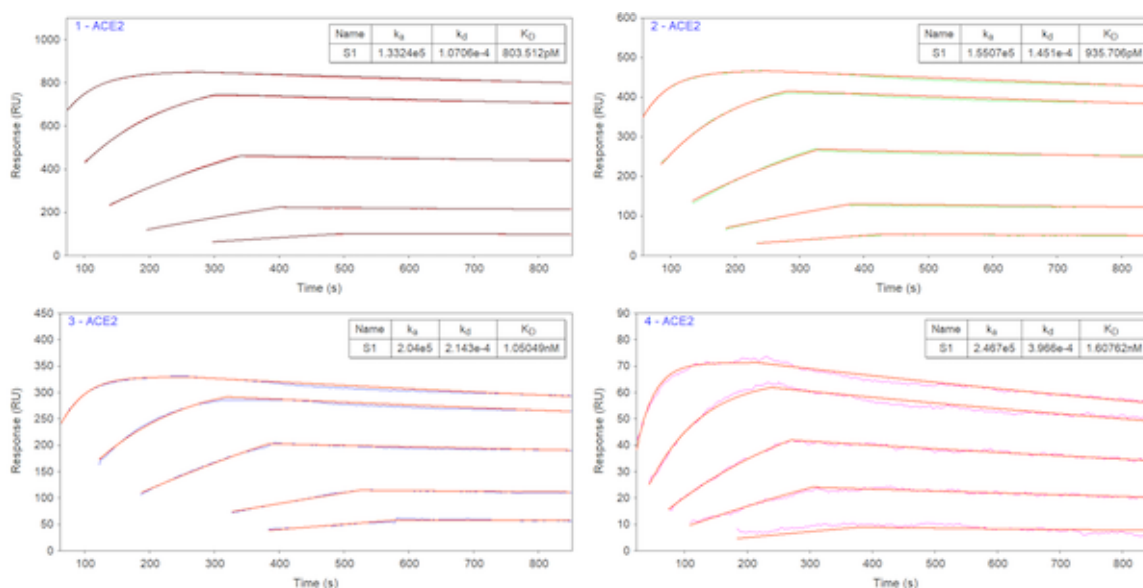 1 - ACE2
Name ka kd KD
S1 1.3324e5 1.0706e-4 803.512pM
Response (RU)
1000
800
600
400
200
0
100 200 300 400 500 600 700 800
Time (s)
2 - ACE2
Name ka kd KD
S1 1.5507e5 1.451e-4 935.706pM
Response (RU)
600
500
400
300
200
100
0
100 200 300 400 500 600 700 800
Time (s)
3 - ACE2
Name ka kd KD
S1 2.04e5 2.143e-4 1.05049nM
Response (RU)
450
400
350
300
250
200
150
100
50
0
100 200 300 400 500 600 700 800
Time (s)
4 - ACE2
Name ka kd KD
S1 2.467e5 3.966e-4 1.60762nM
Response (RU)
90
80
70
60
50
40
30
20
10
0
100 200 300 400 500 600 700 800
Time (s)